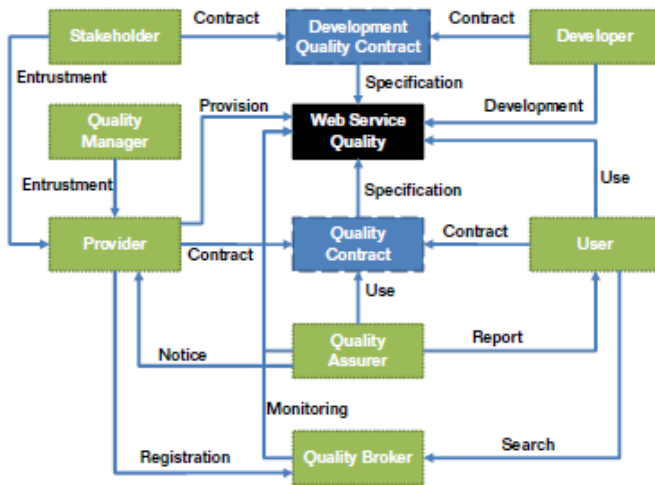 Stakeholder
Contract
Development
Quality Contract
Contract
Developer
Entrustment
Specification
Provision
Development
Quality
Manager
Web Service
Quality
Entrustment
Use
Specification
Provider
Contract
Quality
Contract
Contract
User
Use
Notice
Quality
Assurer
Report
Monitoring
Registration
Quality Broker
Search